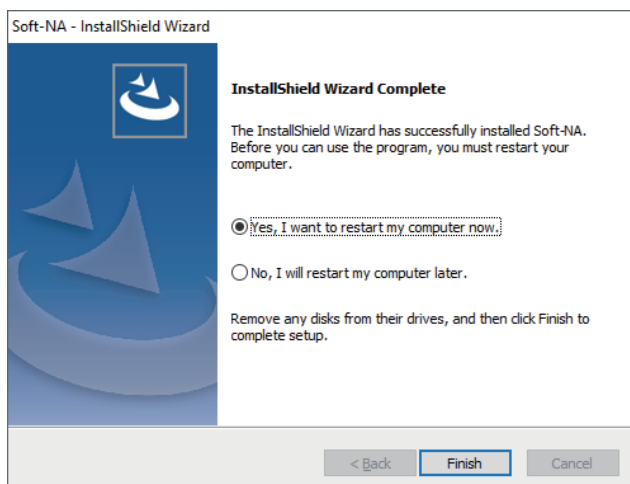 Soft-NA - InstallShield Wizard
InstallShield Wizard Complete
The InstallShield Wizard has successfully installed Soft-NA.
Before you can use the program, you must restart your
computer.
Yes, I want to restart my computer now.
No, I will restart my computer later.
Remove any disks from their drives, and then click Finish to
complete setup.
< Back Finish Cancel